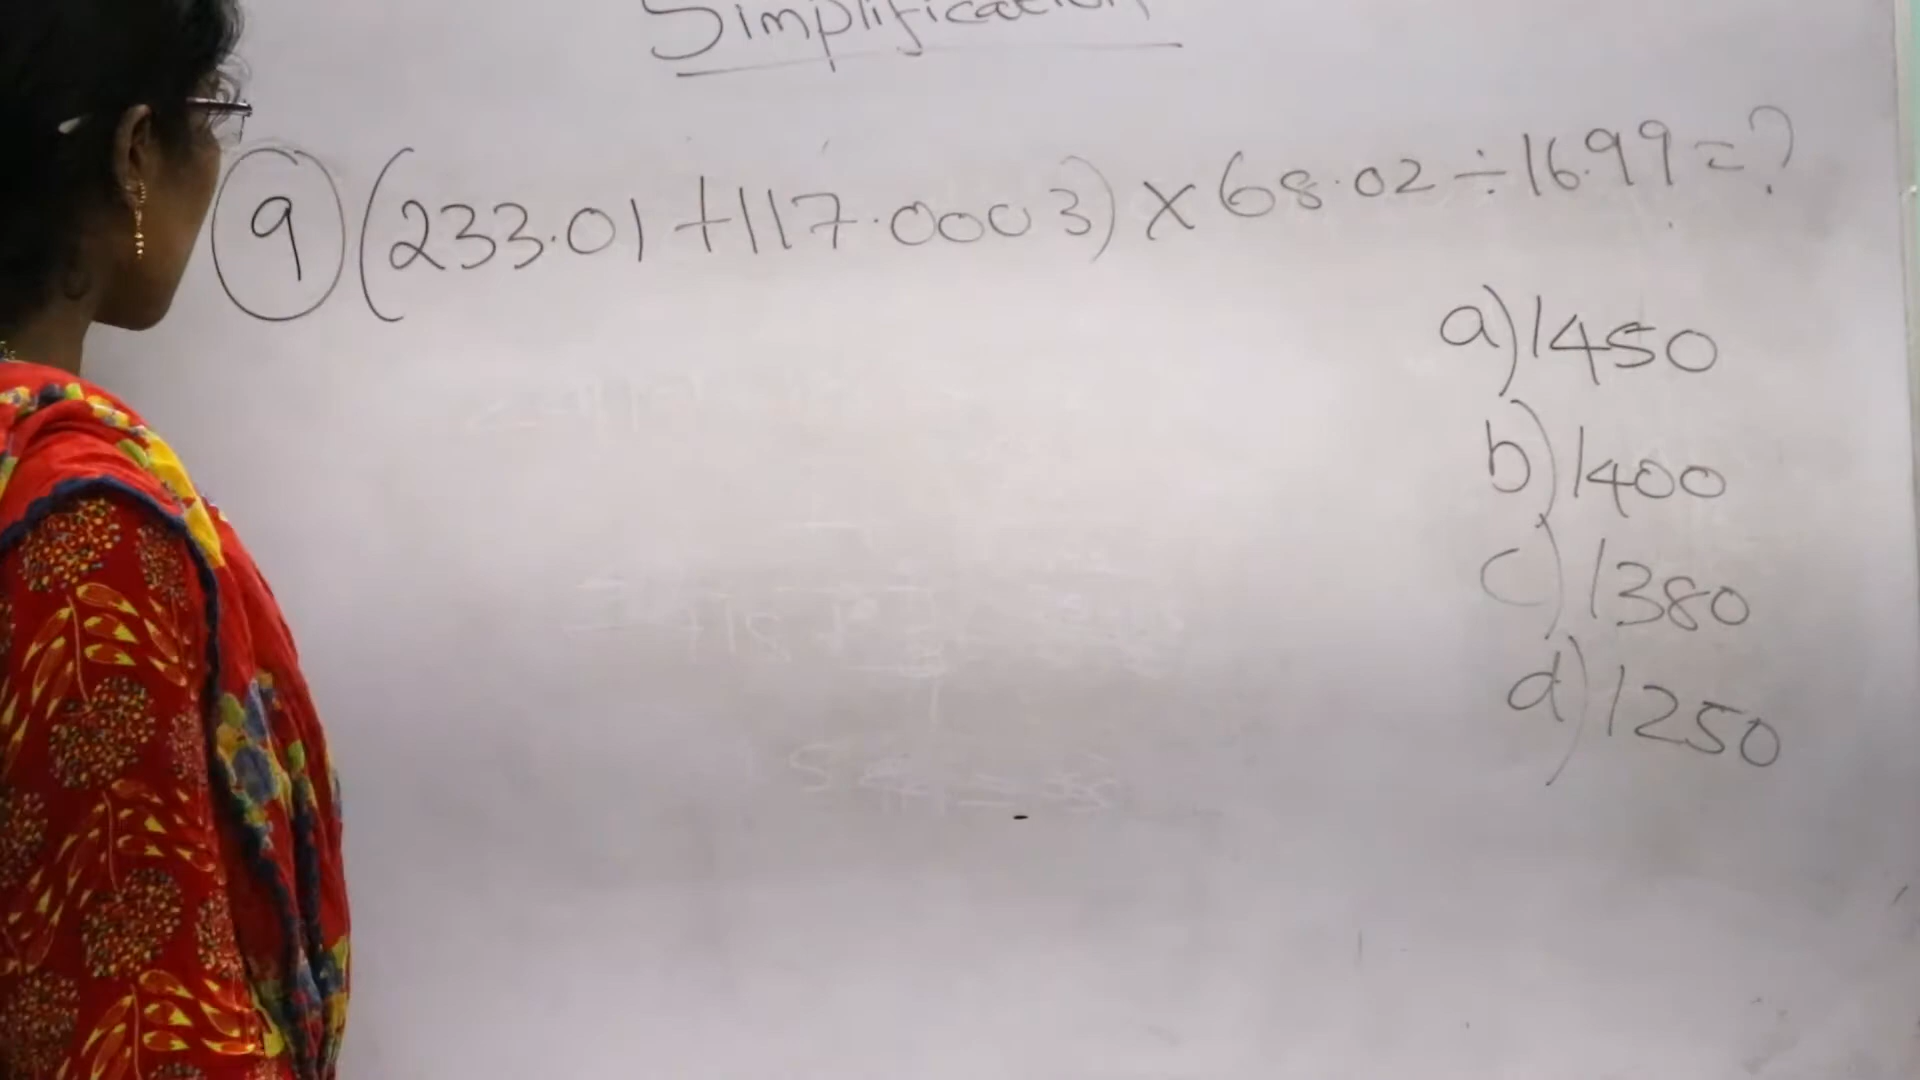 Simplification
9 (233.01+117.0003)×68.02÷16.99=?
a) 1450
b) 1400
c) 1380
d) 1250